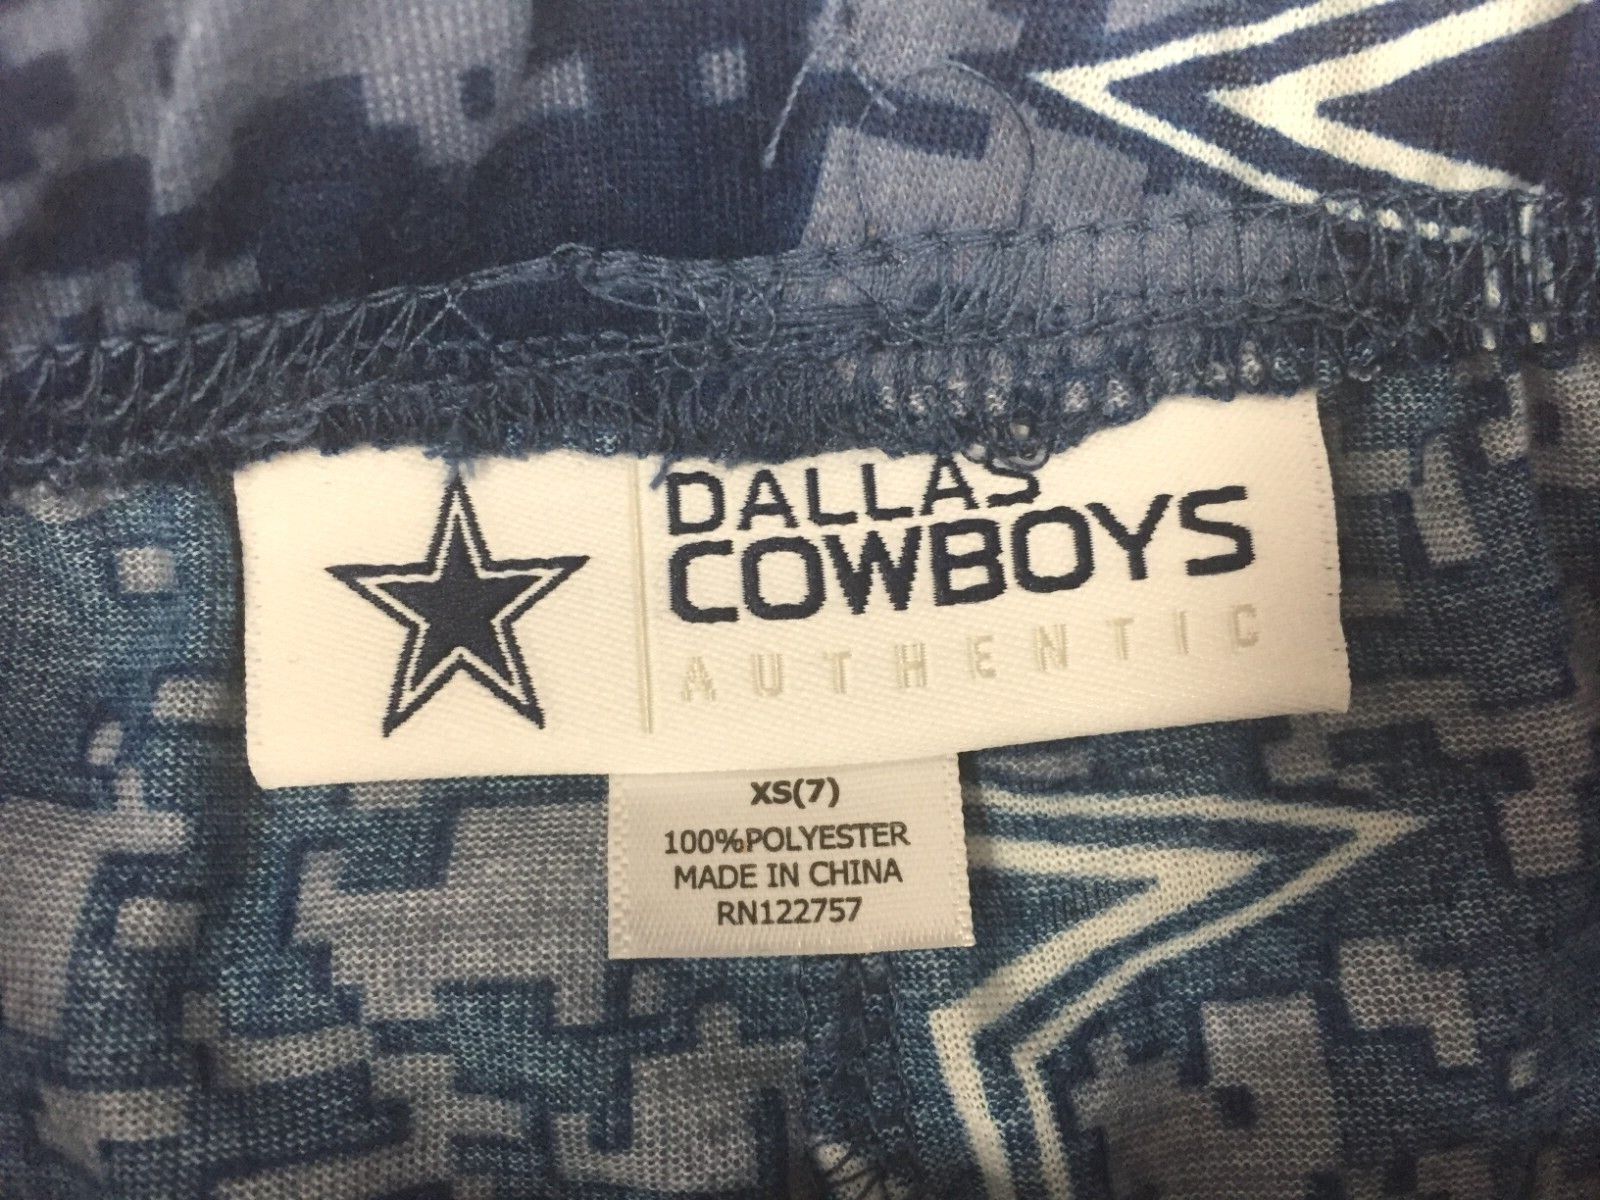 DALLAS
COWBOYS
AUTHENTIC
XS(7)
100%POLYESTER
MADE IN CHINA
RN122757